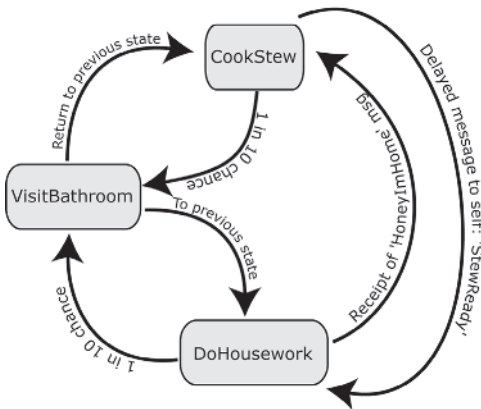 CookStew
Return to previous state
1 in 10 chance
Delayed message to self: 'StewReady'
Receipt of 'HoneyImHome' msg
VisitBathroom
To previous state
1 in 10 chance
DoHousework